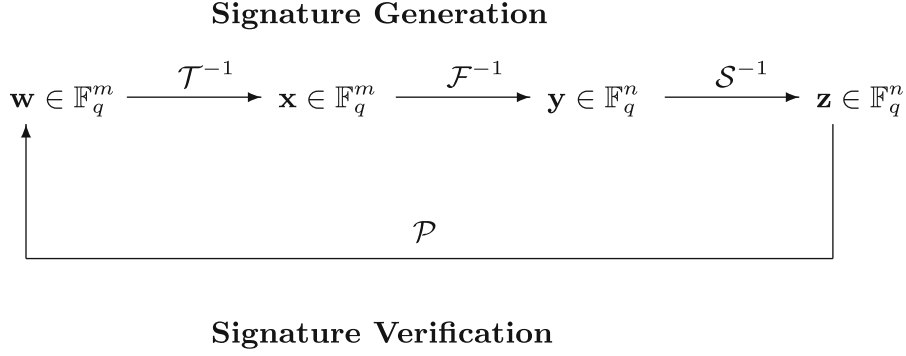 Signature Generation
𝒯⁻¹ ℱ⁻¹ 𝒮⁻¹
𝐰 ∈ 𝔽_q^m 𝐱 ∈ 𝔽_q^m 𝐲 ∈ 𝔽_q^n 𝐳 ∈ 𝔽_q^n
𝒫
Signature Verification